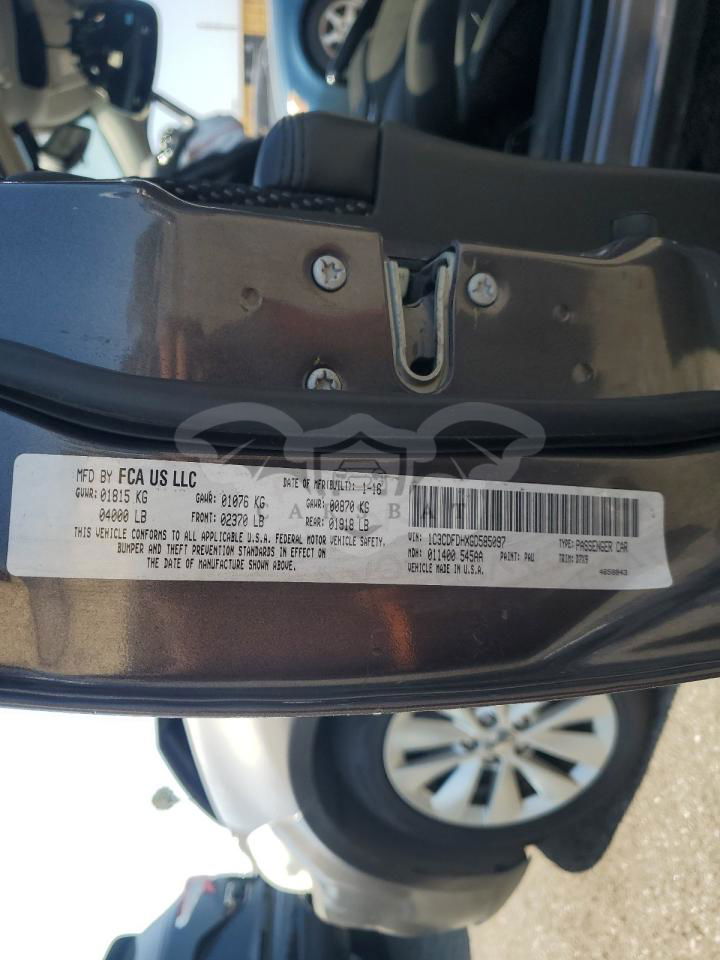 MFD BY FCA US LLC
GVWR: 01815 KG
04000 LB
GAWR: 01076 KG
FRONT: 02370 LB
DATE OF MFR(BUILT): 1-16
GAWR: 00870 KG
REAR: 01918 LB
THIS VEHICLE CONFORMS TO ALL APPLICABLE U.S.A. FEDERAL MOTOR VEHICLE SAFETY,
BUMPER AND THEFT PREVENTION STANDARDS IN EFFECT ON
THE DATE OF MANUFACTURE SHOWN ABOVE.
VIN: 1C3CDFDHXGD585097
TYPE: PASSENGER CAR
MDH: 011400 545AA
PAINT: PAU
TRIM: D7X9
VEHICLE MADE IN U.S.A.